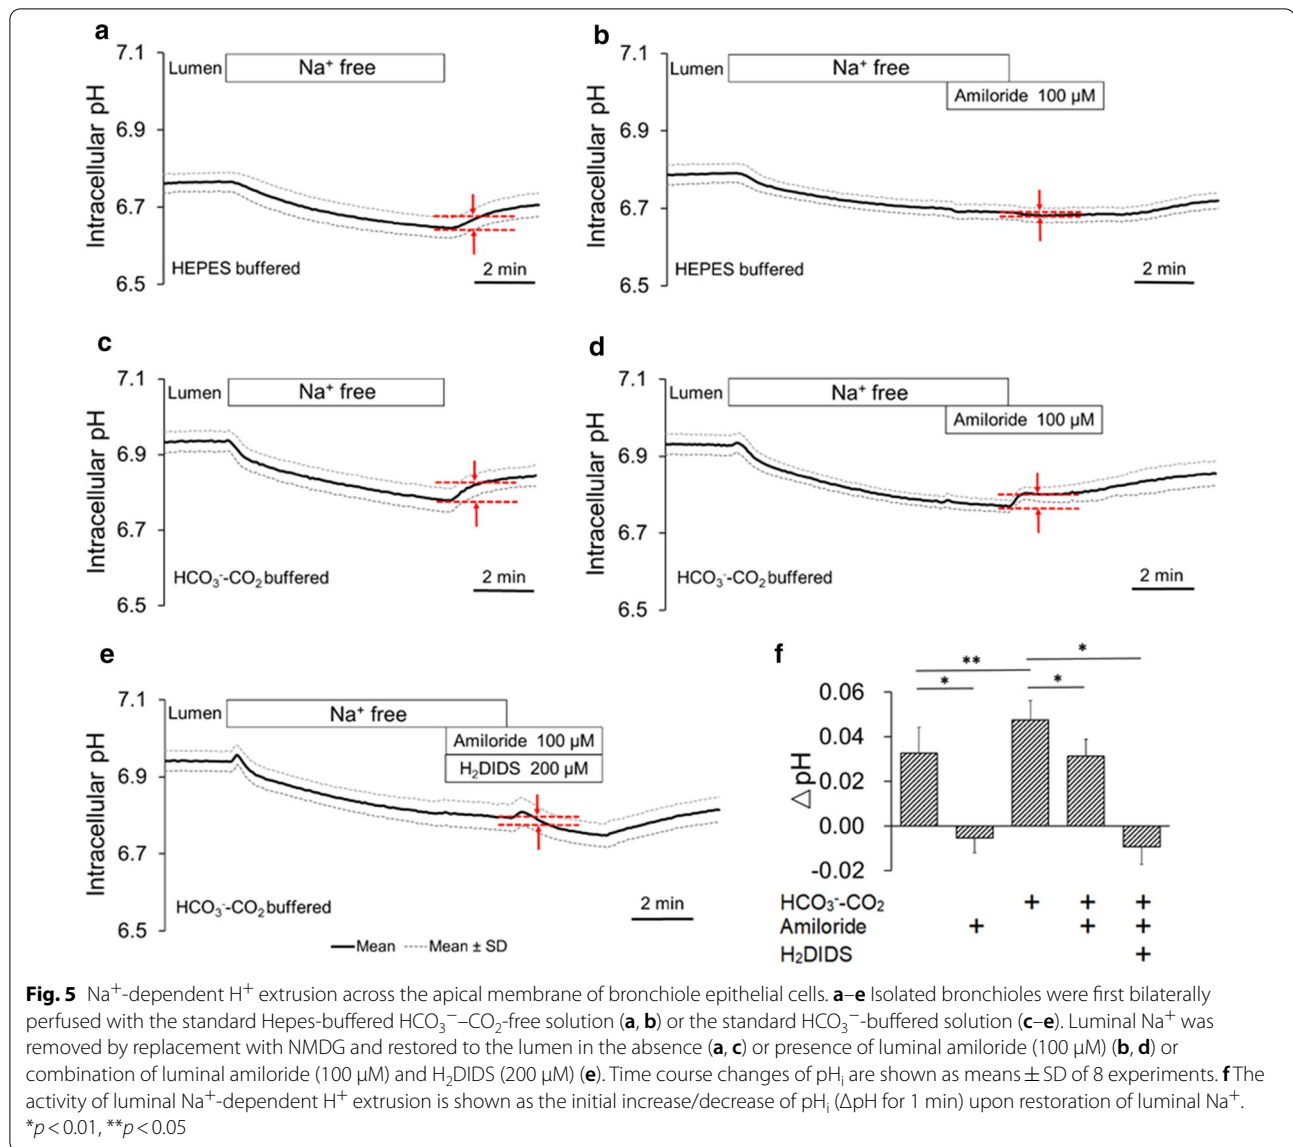 a
7.1
6.9
6.7
6.5
Intracellular pH
Lumen
Na⁺ free
HEPES buffered
2 min
b
7.1
6.9
6.7
6.5
Intracellular pH
Lumen
Na⁺ free
Amiloride 100 µM
HEPES buffered
2 min
c
7.1
6.9
6.7
6.5
Intracellular pH
Lumen
Na⁺ free
HCO₃⁻-CO₂ buffered
2 min
d
7.1
6.9
6.7
6.5
Intracellular pH
Lumen
Na⁺ free
Amiloride 100 µM
HCO₃⁻-CO₂ buffered
2 min
e
7.1
6.9
6.7
6.5
Intracellular pH
Lumen
Na⁺ free
Amiloride 100 µM
H₂DIDS 200 µM
HCO₃⁻-CO₂ buffered
2 min
Mean Mean ± SD
f
** *
* *
0.06
0.04
0.02
0.00
-0.02
△pH
HCO₃⁻-CO₂ + + +
Amiloride + + +
H₂DIDS +
Fig. 5 Na⁺-dependent H⁺ extrusion across the apical membrane of bronchiole epithelial cells. a–e Isolated bronchioles were first bilaterally
perfused with the standard Hepes-buffered HCO₃⁻–CO₂-free solution (a, b) or the standard HCO₃⁻-buffered solution (c–e). Luminal Na⁺ was
removed by replacement with NMDG and restored to the lumen in the absence (a, c) or presence of luminal amiloride (100 µM) (b, d) or
combination of luminal amiloride (100 µM) and H₂DIDS (200 µM) (e). Time course changes of pHᵢ are shown as means ± SD of 8 experiments. f The
activity of luminal Na⁺-dependent H⁺ extrusion is shown as the initial increase/decrease of pHᵢ (ΔpH for 1 min) upon restoration of luminal Na⁺.
*p < 0.01, **p < 0.05